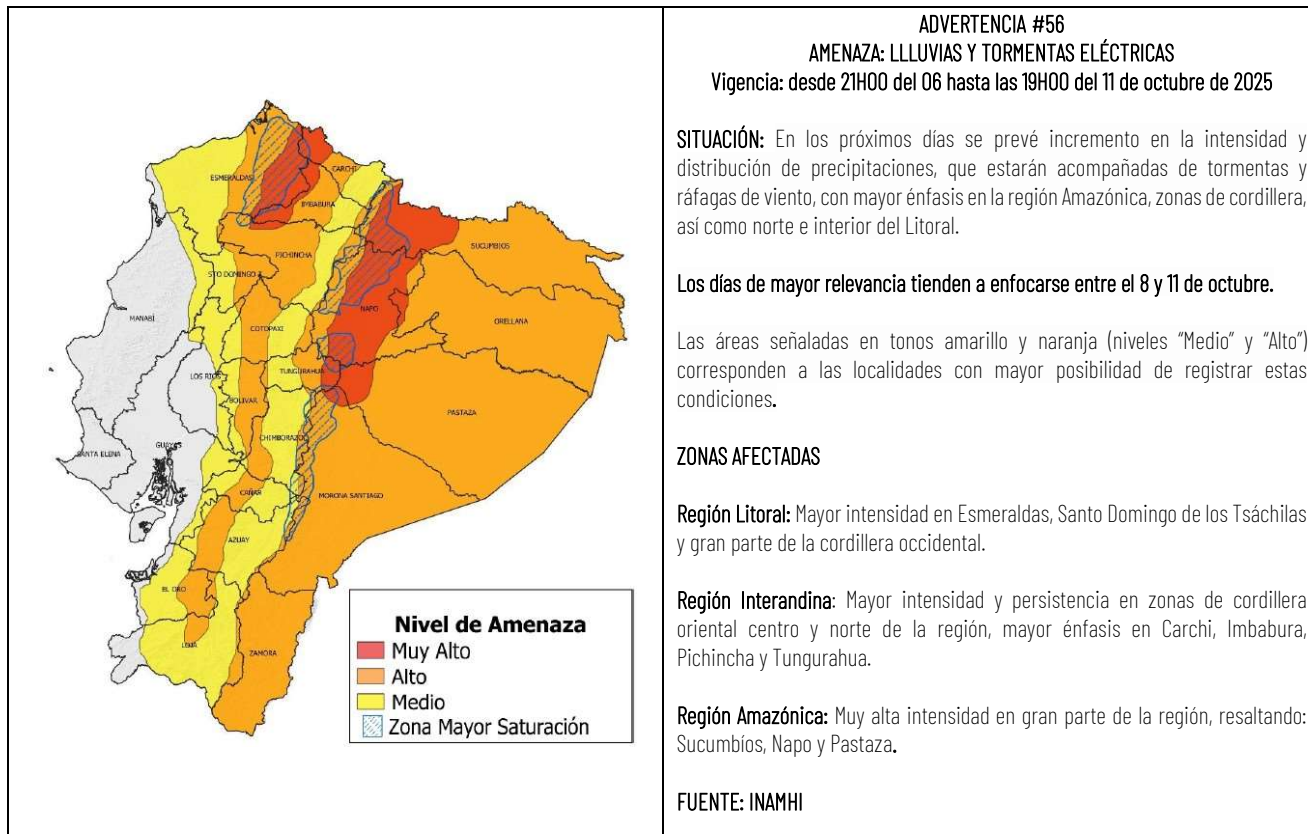 ESMERALDAS
CARCHI
IMBABURA
SUCUMBIOS
PICHINCHA
STO DOMINGO
NAPO
ORELLANA
MANABÍ
COTOPAXI
LOS RIOS
TUNGURAHUA
BOLIVAR
PASTAZA
CHIMBORAZO
GUAYAS
SANTA ELENA
CAÑAR
MORONA SANTIAGO
AZUAY
EL ORO
LOJA
ZAMORA
Nivel de Amenaza
Muy Alto
Alto
Medio
Zona Mayor Saturación
ADVERTENCIA #56
AMENAZA: LLLUVIAS Y TORMENTAS ELÉCTRICAS
Vigencia: desde 21H00 del 06 hasta las 19H00 del 11 de octubre de 2025
SITUACIÓN: En los próximos días se prevé incremento en la intensidad y
distribución de precipitaciones, que estarán acompañadas de tormentas y
ráfagas de viento, con mayor énfasis en la región Amazónica, zonas de cordillera,
así como norte e interior del Litoral.
Los días de mayor relevancia tienden a enfocarse entre el 8 y 11 de octubre.
Las áreas señaladas en tonos amarillo y naranja (niveles “Medio” y “Alto”)
corresponden a las localidades con mayor posibilidad de registrar estas
condiciones.
ZONAS AFECTADAS
Región Litoral: Mayor intensidad en Esmeraldas, Santo Domingo de los Tsáchilas
y gran parte de la cordillera occidental.
Región Interandina: Mayor intensidad y persistencia en zonas de cordillera
oriental centro y norte de la región, mayor énfasis en Carchi, Imbabura,
Pichincha y Tungurahua.
Región Amazónica: Muy alta intensidad en gran parte de la región, resaltando:
Sucumbíos, Napo y Pastaza.
FUENTE: INAMHI